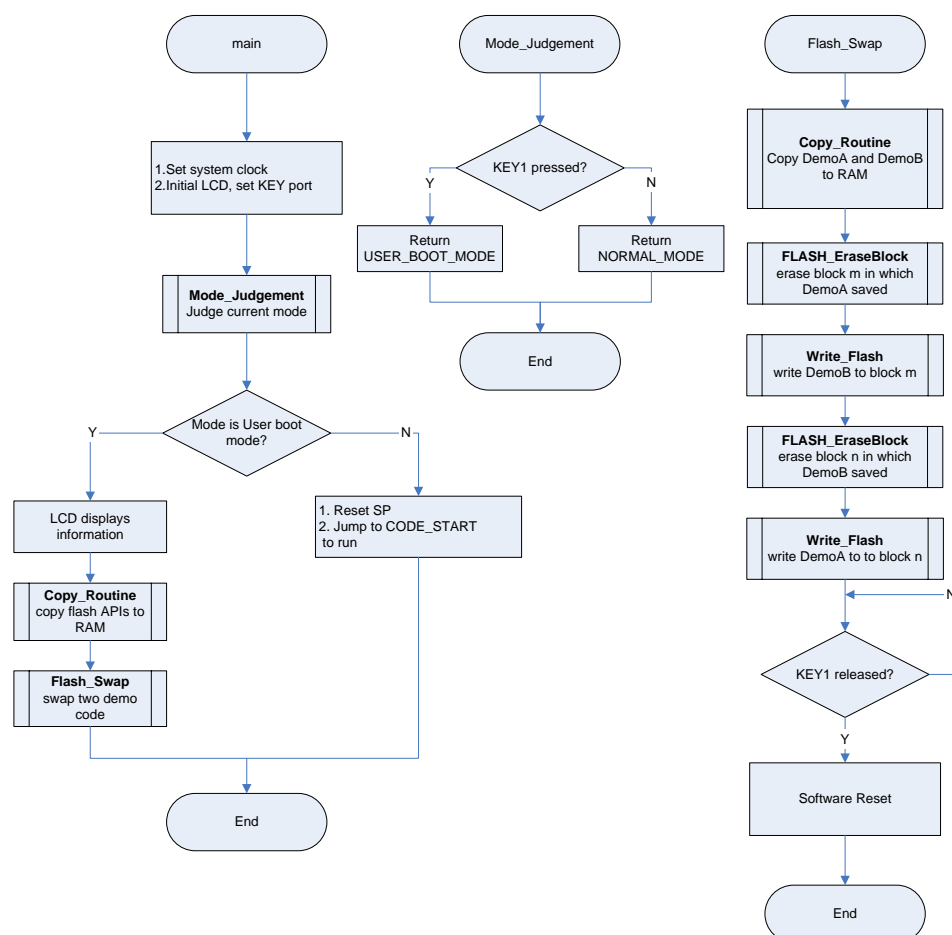 main
1.Set system clock
2.Initial LCD, set KEY port
Mode_Judgement
Judge current mode
Mode is User boot
mode?
Y
N
LCD displays
information
1. Reset SP
2. Jump to CODE_START
to run
Copy_Routine
copy flash APIs to
RAM
Flash_Swap
swap two demo
code
End
Mode_Judgement
KEY1 pressed?
Y
N
Return
USER_BOOT_MODE
Return
NORMAL_MODE
End
Flash_Swap
Copy_Routine
Copy DemoA and DemoB
to RAM
FLASH_EraseBlock
erase block m in which
DemoA saved
Write_Flash
write DemoB to block m
FLASH_EraseBlock
erase block n in which
DemoB saved
Write_Flash
write DemoA to to block n
N
KEY1 released?
Y
Software Reset
End